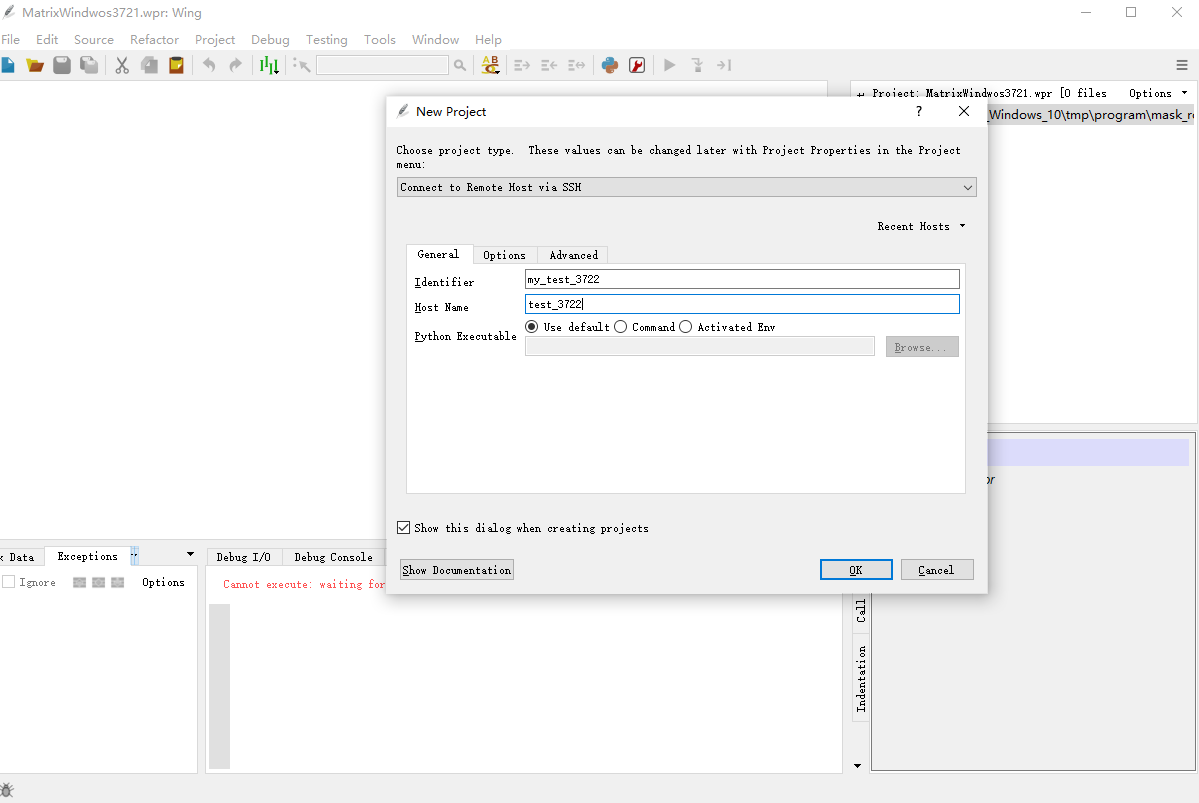 MatrixWindwos3721.wpr: Wing
File Edit Source Refactor Project Debug Testing Tools Window Help
Project: MatrixWindwos3721.wpr [0 files Options
_Windows_10\tmp\program\mask_r
New Project
?
Choose project type. These values can be changed later with Project Properties in the Project
menu:
Connect to Remote Host via SSH
Recent Hosts
General Options Advanced
Identifier my_test_3722
Host Name test_3722
Python Executable Use default Command Activated Env
Browse...
Show this dialog when creating projects
Show Documentation OK Cancel
Data Exceptions Debug I/O Debug Console
Ignore Options Cannot execute: waiting for
Call
Indentation